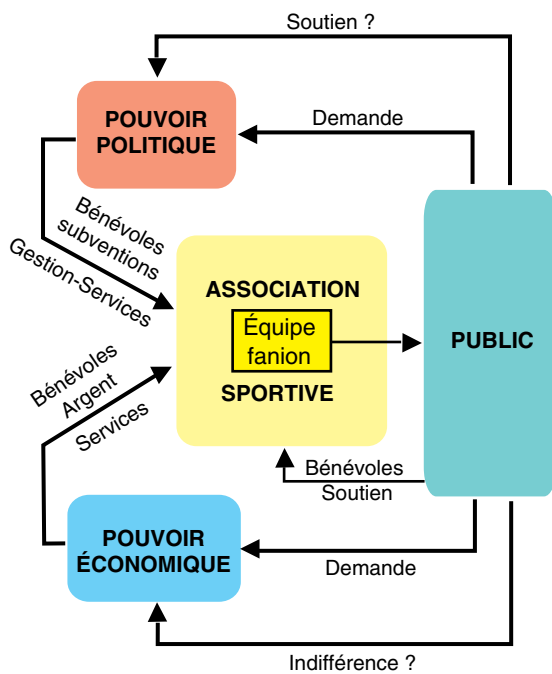 Soutien ?
POUVOIR
POLITIQUE
Demande
Bénévoles
subventions
Gestion-Services
ASSOCIATION
Équipe
fanion
SPORTIVE
PUBLIC
Bénévoles
Argent
Services
Bénévoles
Soutien
POUVOIR
ÉCONOMIQUE
Demande
Indifférence ?